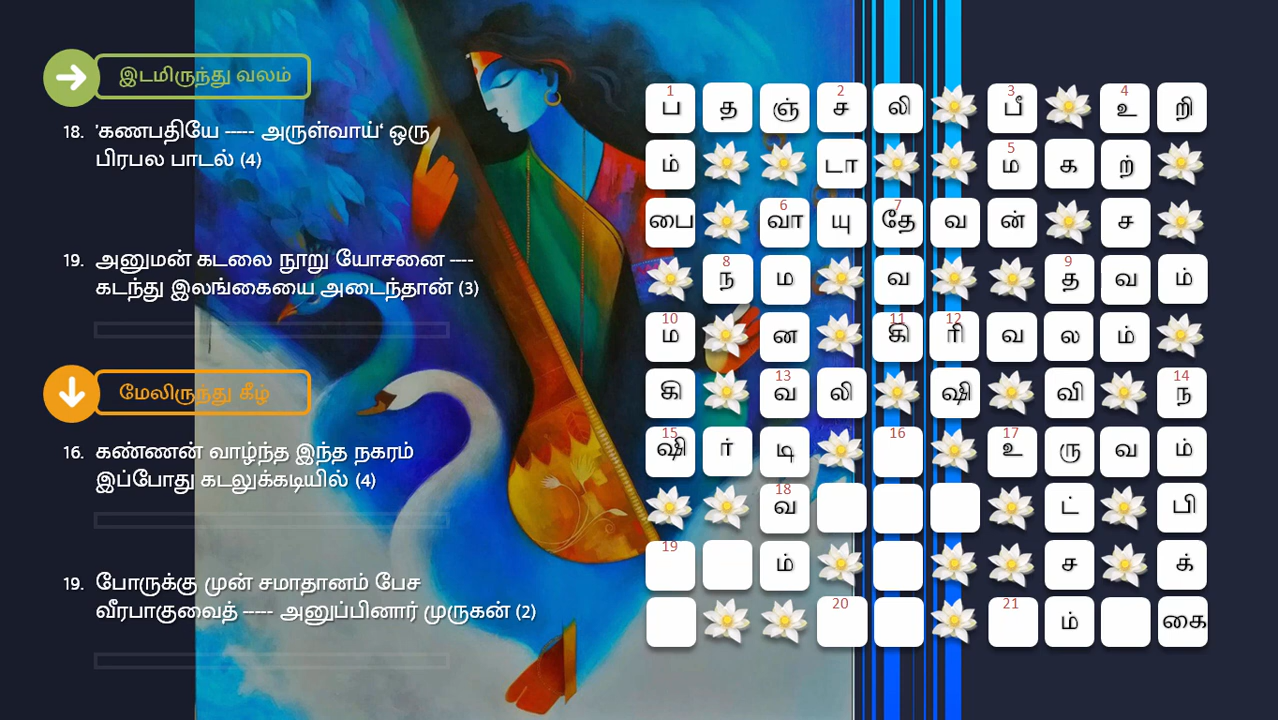 இடமிருந்து வலம்
18. 'கணபதியே ----- அருள்வாய்' ஒரு
பிரபல பாடல் (4)
19. அனுமன் கடலை நூறு யோசனை ----
கடந்து இலங்கையை அடைந்தான் (3)
மேலிருந்து கீழ்
16. கண்ணன் வாழ்ந்த இந்த நகரம்
இப்போது கடலுக்கடியில் (4)
19. போருக்கு முன் சமாதானம் பேச
வீரபாகுவைத் ----- அனுப்பினார் முருகன் (2)
1 2 3 4
ப த ஞ் ச லி பீ உ றி
5
ம் டா ம க ற்
6 7
பை வா யு தே வ ன் ச
8 9
ந ம வ த வ ம்
10 11 12
ம ன கி ரி வ ல ம்
13 14
கி வ லி ஷி வி ந
15 16 17
ஷி ர் டி உ ரு வ ம்
18
வ ட் பி
19
ம் ச க்
20 21
ம் கை